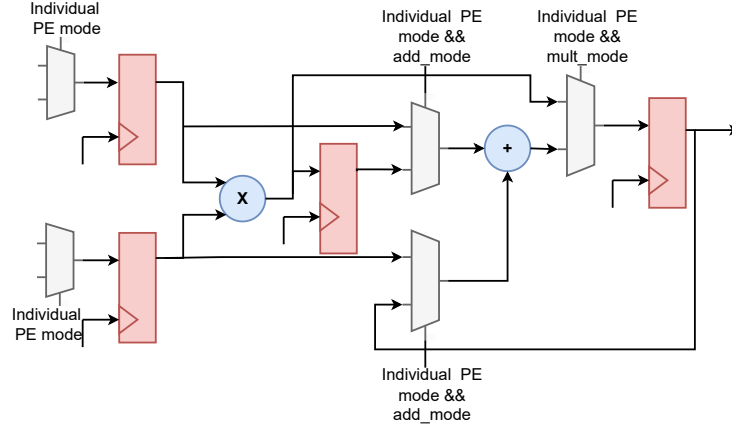 Individual
PE mode
Individual PE
mode &&
add_mode
Individual PE
mode &&
mult_mode
X
+
Individual
PE mode
Individual PE
mode &&
add_mode